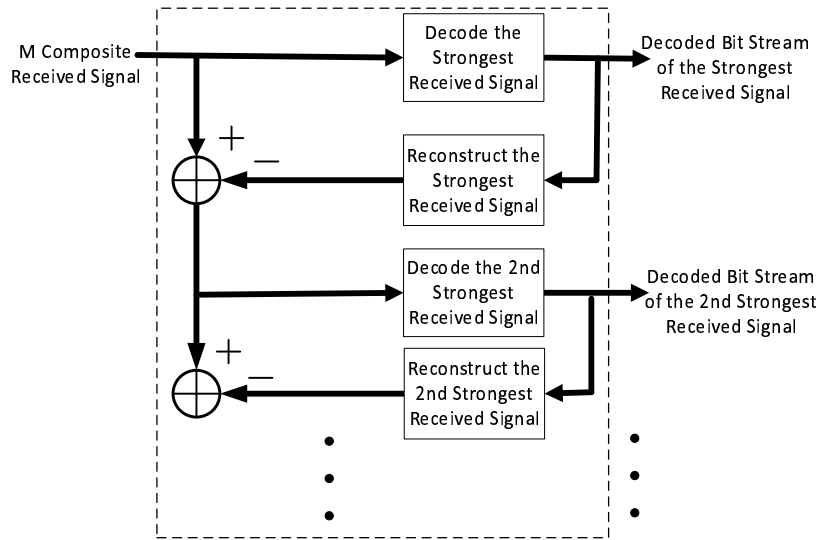 M Composite
Received Signal
Decode the
Strongest
Received Signal
Decoded Bit Stream
of the Strongest
Received Signal
+
−
Reconstruct the
Strongest
Received Signal
Decode the 2nd
Strongest
Received Signal
Decoded Bit Stream
of the 2nd Strongest
Received Signal
+
−
Reconstruct the
2nd Strongest
Received Signal